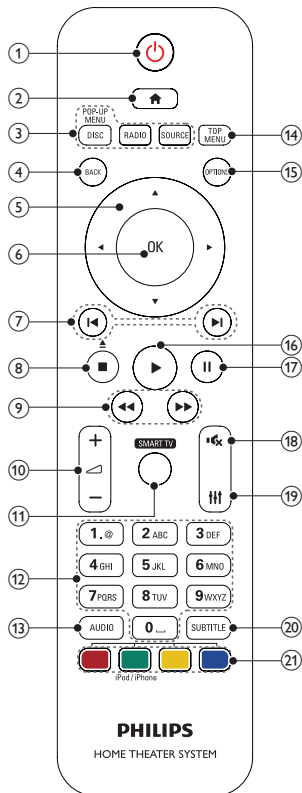 1
2
POP-UP
MENU
3 DISC RADIO SOURCE TOP MENU 14
4 BACK OPTIONS 15
5
6 OK
7
16
8 17
9
SMART TV 18
+
10
–
11 19
1.@ 2 ABC 3 DEF
12 4 GHI 5 JKL 6 MNO
7 PQRS 8 TUV 9 WXYZ
13 AUDIO 0 SUBTITLE 20
21
iPod / iPhone
PHILIPS
HOME THEATER SYSTEM